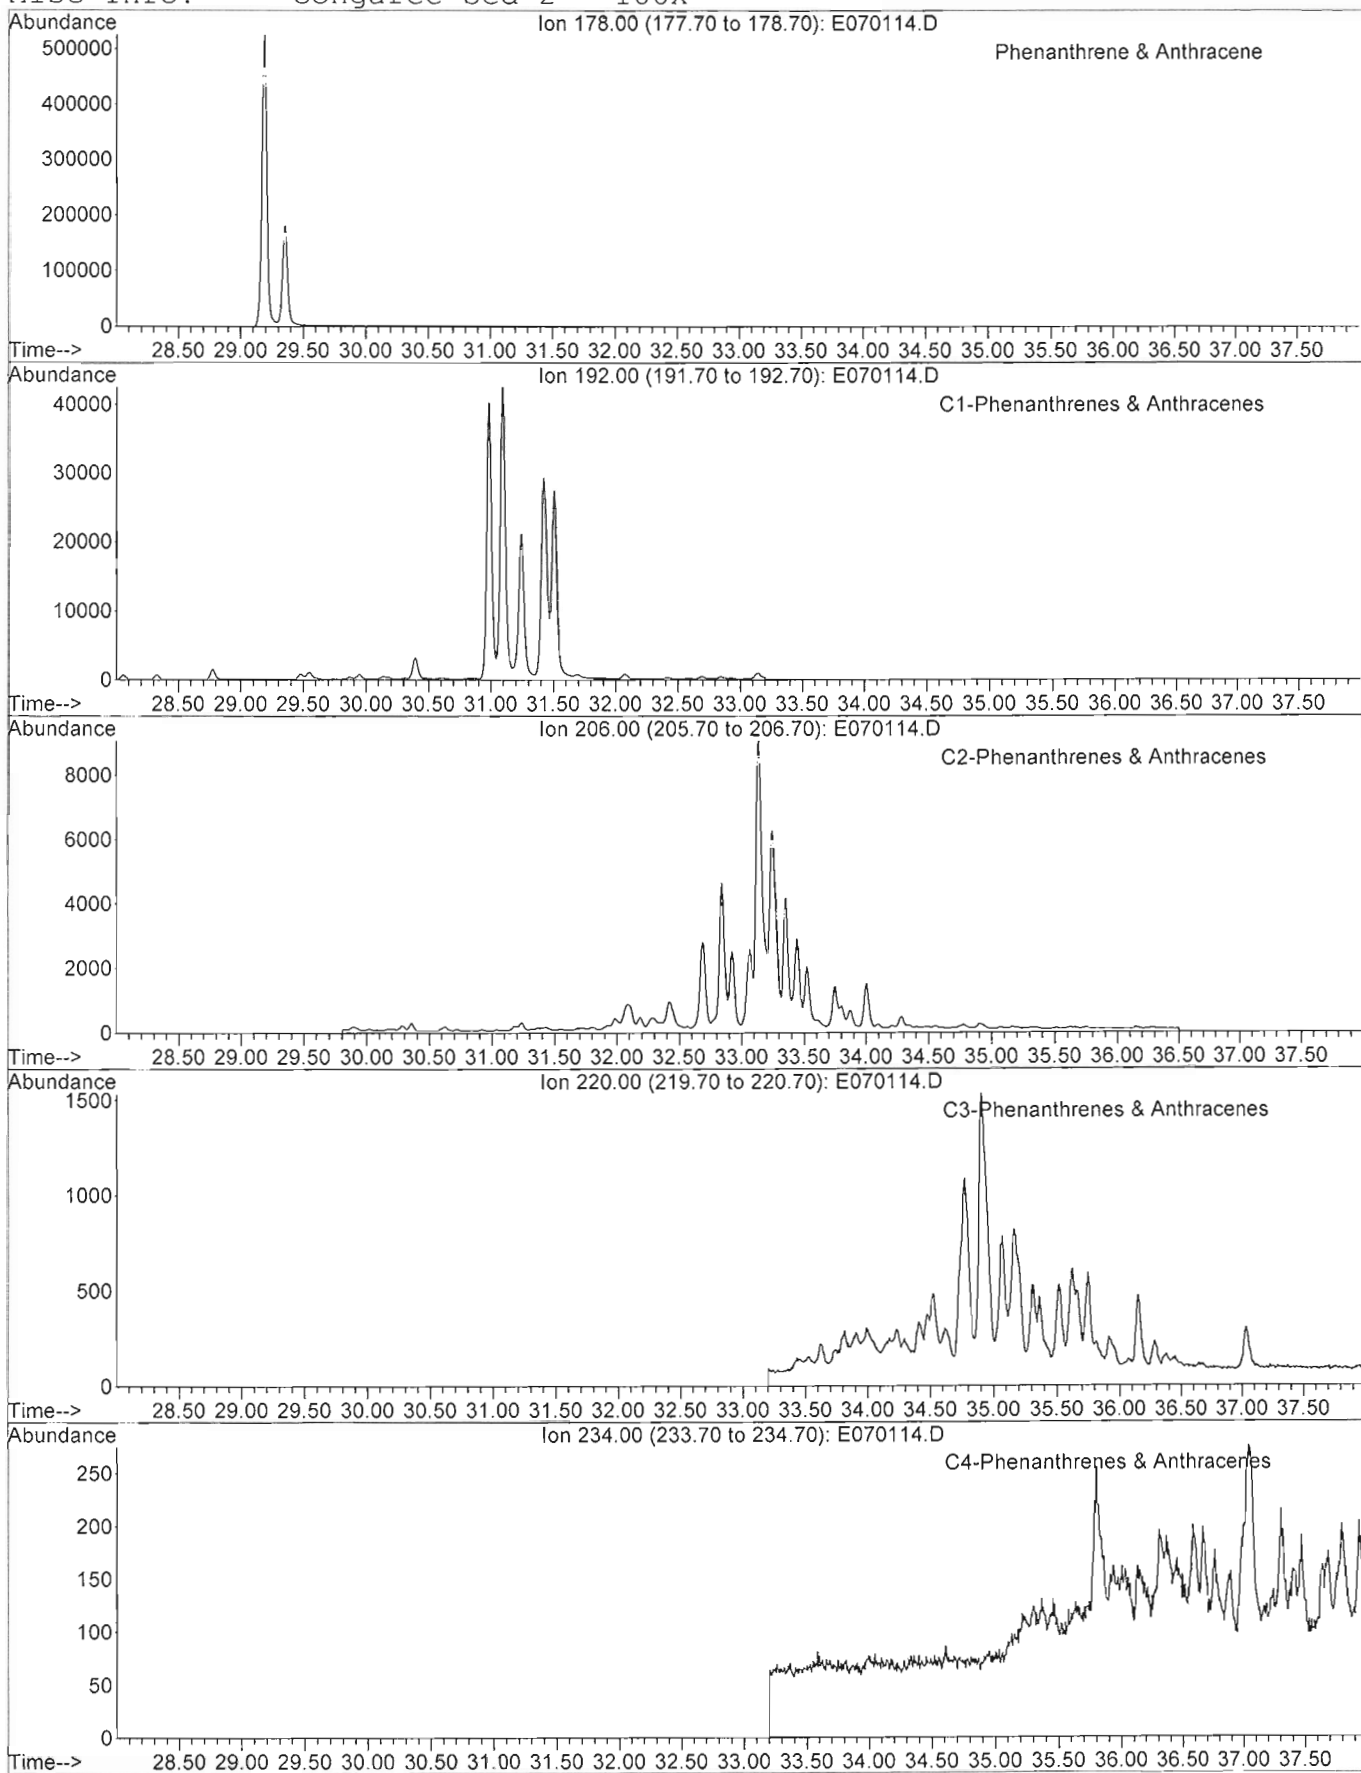 Misc Info:     Congaree Sed 2   100X
Abundance
Ion 178.00 (177.70 to 178.70): E070114.D
Phenanthrene & Anthracene
500000
400000
300000
200000
100000
0
Time--> 28.50 29.00 29.50 30.00 30.50 31.00 31.50 32.00 32.50 33.00 33.50 34.00 34.50 35.00 35.50 36.00 36.50 37.00 37.50
Abundance
Ion 192.00 (191.70 to 192.70): E070114.D
C1-Phenanthrenes & Anthracenes
40000
30000
20000
10000
0
Time--> 28.50 29.00 29.50 30.00 30.50 31.00 31.50 32.00 32.50 33.00 33.50 34.00 34.50 35.00 35.50 36.00 36.50 37.00 37.50
Abundance
Ion 206.00 (205.70 to 206.70): E070114.D
C2-Phenanthrenes & Anthracenes
8000
6000
4000
2000
0
Time--> 28.50 29.00 29.50 30.00 30.50 31.00 31.50 32.00 32.50 33.00 33.50 34.00 34.50 35.00 35.50 36.00 36.50 37.00 37.50
Abundance
Ion 220.00 (219.70 to 220.70): E070114.D
C3-Phenanthrenes & Anthracenes
1500
1000
500
0
Time--> 28.50 29.00 29.50 30.00 30.50 31.00 31.50 32.00 32.50 33.00 33.50 34.00 34.50 35.00 35.50 36.00 36.50 37.00 37.50
Abundance
Ion 234.00 (233.70 to 234.70): E070114.D
C4-Phenanthrenes & Anthracenes
250
200
150
100
50
0
Time--> 28.50 29.00 29.50 30.00 30.50 31.00 31.50 32.00 32.50 33.00 33.50 34.00 34.50 35.00 35.50 36.00 36.50 37.00 37.50